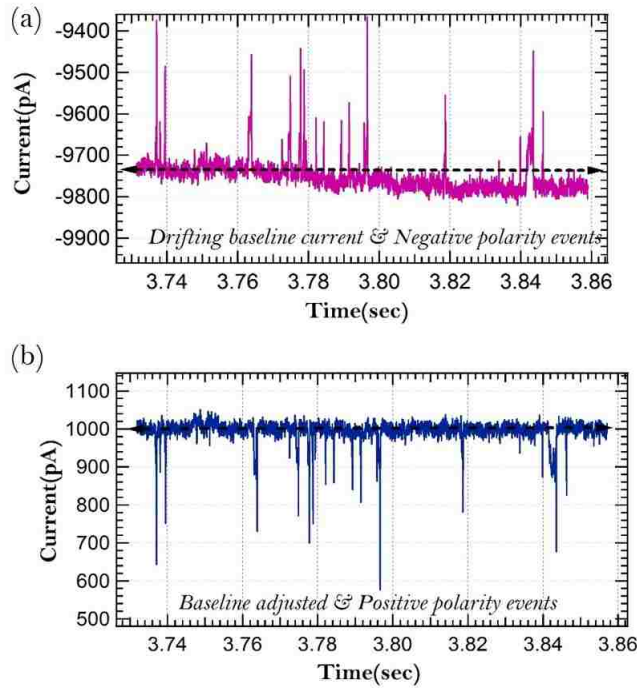 (a)
Current(pA)
-9400
-9500
-9600
-9700
-9800
-9900
Drifting baseline current & Negative polarity events
3.74 3.76 3.78 3.80 3.82 3.84 3.86
Time(sec)
(b)
Current(pA)
1100
1000
900
800
700
600
500
Baseline adjusted & Positive polarity events
3.74 3.76 3.78 3.80 3.82 3.84 3.86
Time(sec)